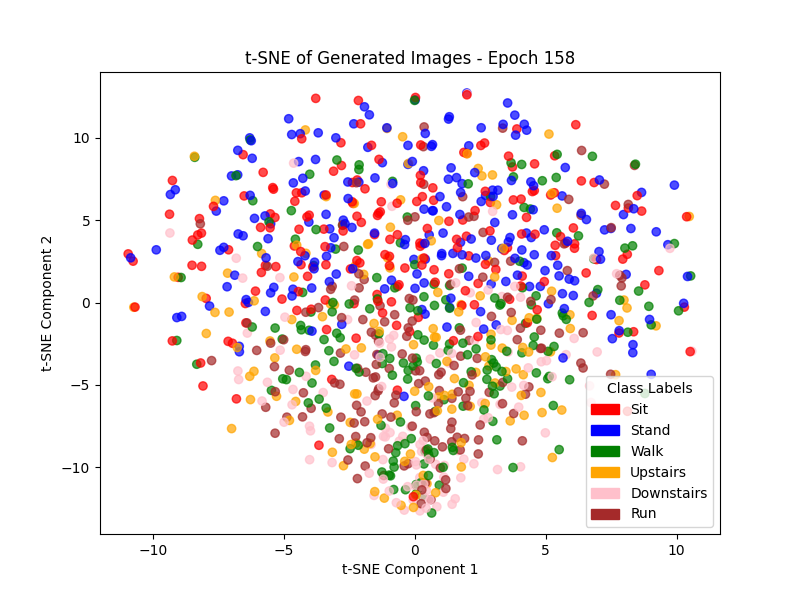 t-SNE of Generated Images - Epoch 158
t-SNE Component 2
10
5
0
−5
−10
−10
−5
0
5
10
t-SNE Component 1
Class Labels
Sit
Stand
Walk
Upstairs
Downstairs
Run